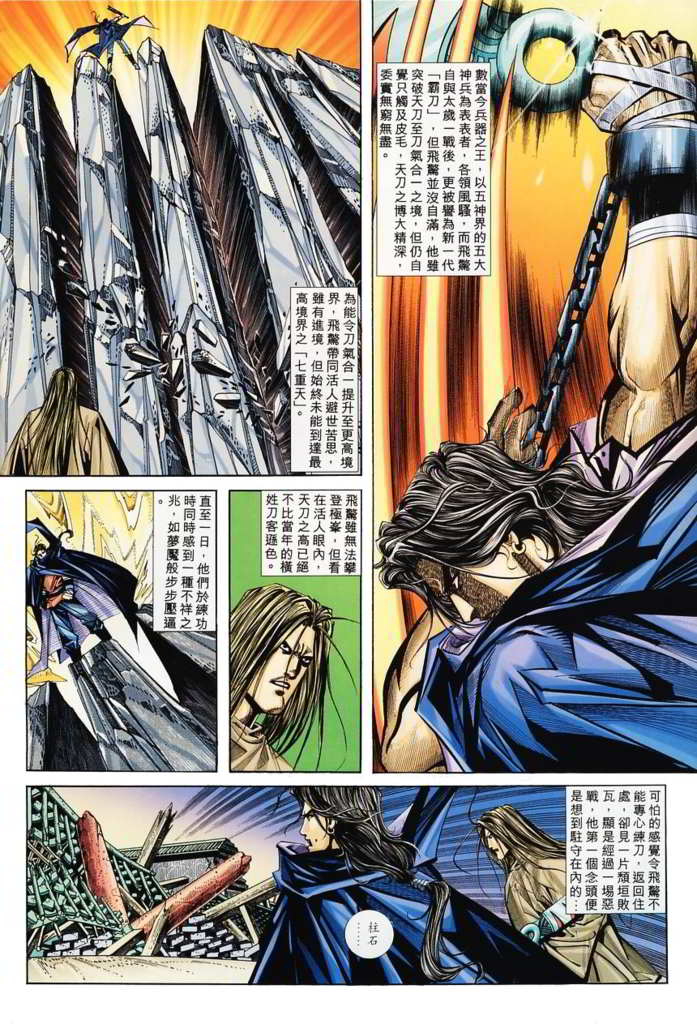 數當今兵器之王，以五神界的五大
神兵為表表者，各領風騷，而飛驚
自與太歲一戰後，更被譽為新一代
「霸刀」，但飛驚並沒自滿，他雖
突破天刀至刀氣合一之境，但仍自
覺只觸及皮毛，天刀之博大精深，
委實無窮無盡。
為能令刀氣合一提升至更高境
界，飛驚帶同活人避世苦思，
雖有進境，但始終未能到達最
高境界之「七重天」。
飛驚雖無法攀
登極峯，但看
在活人眼內，
天刀之高已絕
不比當年的橫
姓刀客遜色。
直至一日，他們於練功
時同時感到一種不祥之
兆，如夢魘般步步壓逼
。
可怕的感覺令飛驚不
能專心練刀，返回住
處，卻見一片頹垣敗
瓦，顯是經過一場惡
戰，他第一個念頭便
是想到駐守在內的…
柱石
……